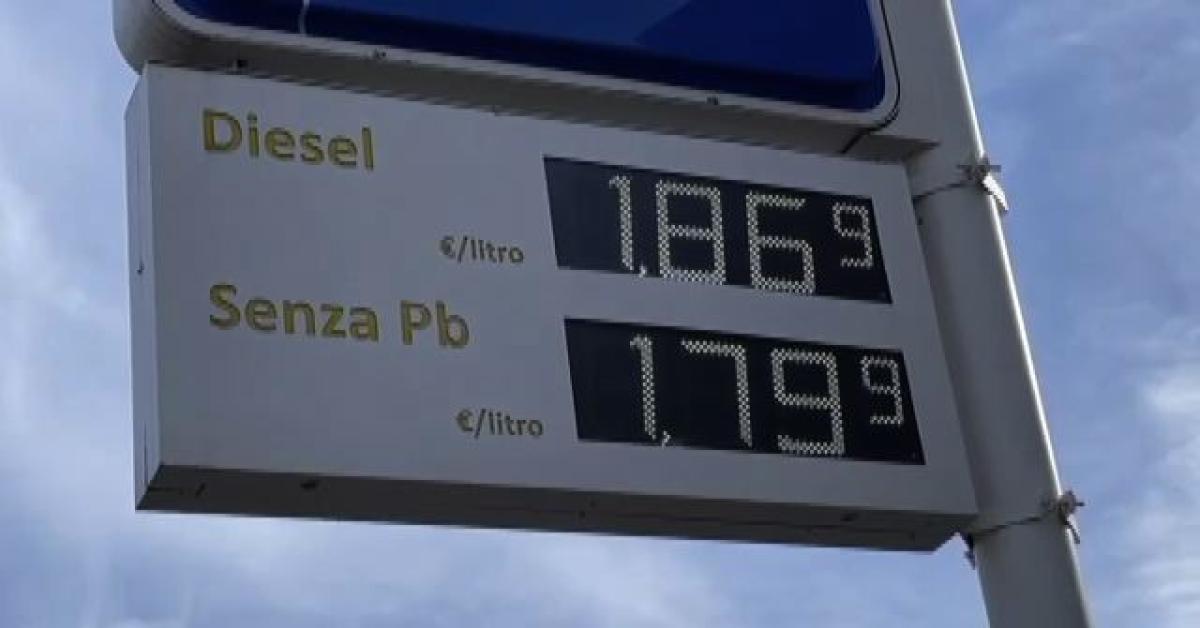 Diesel
1,869
€/litro
Senza Pb
1,799
€/litro